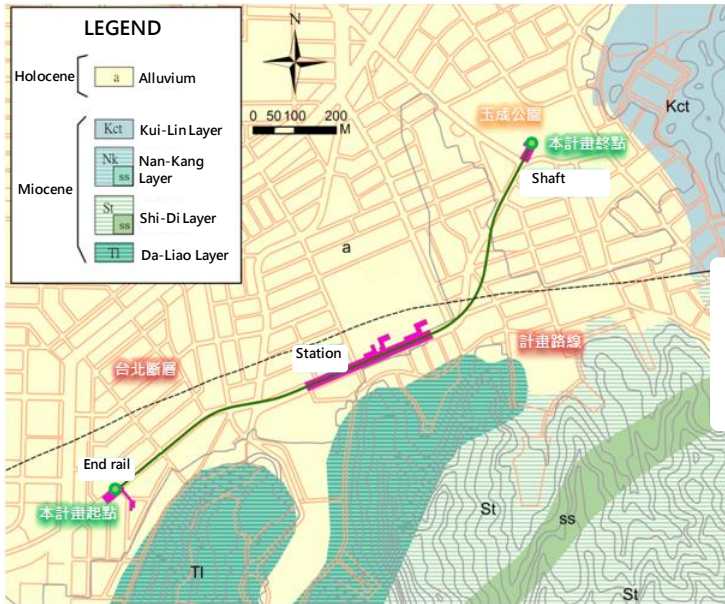 LEGEND
Holocene
a
Alluvium
Kct
Kui-Lin Layer
Nk
ss
Nan-Kang
Layer
Miocene
St
ss
Shi-Di Layer
Tl
Da-Liao Layer
N
0 50 100 200
M
玉成公園
Kct
本計畫終點
Shaft
a
Station
計畫路線
台北斷層
End rail
本計畫起點
Tl
St
ss
St